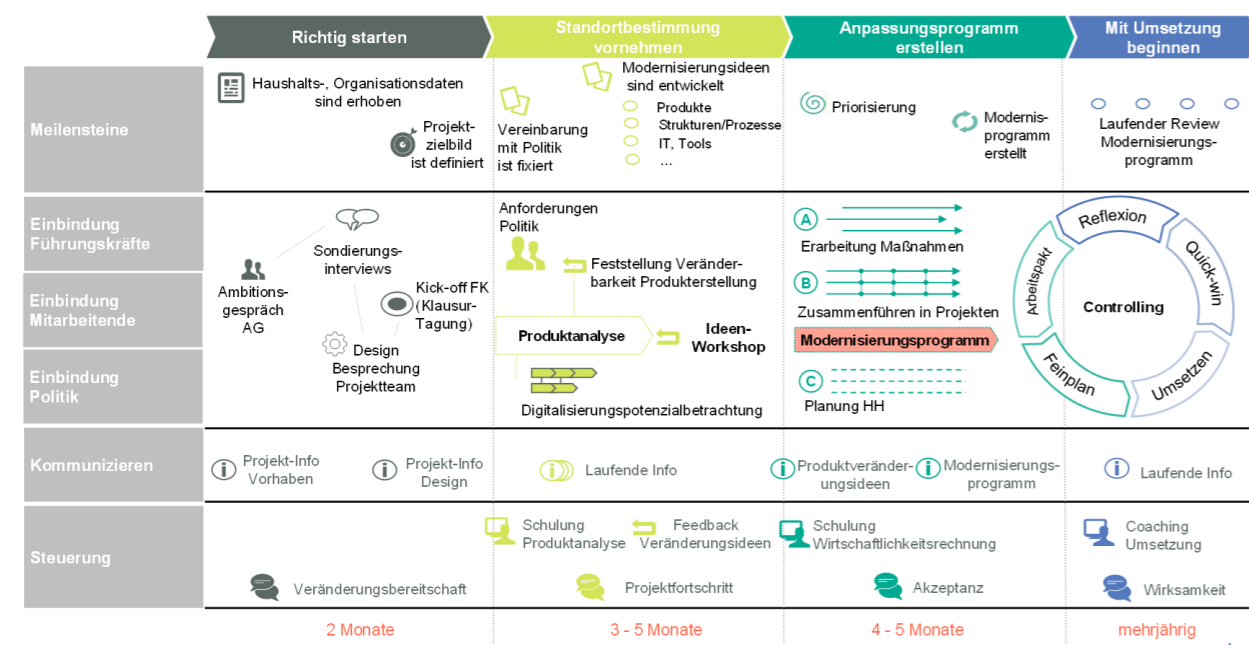 Richtig starten
Standortbestimmung
vornehmen
Anpassungsprogramm
erstellen
Mit Umsetzung
beginnen
Meilensteine
Haushalts-, Organisationsdaten
sind erhoben
Projekt-
zielbild
ist definiert
Vereinbarung
mit Politik
ist fixiert
Modernisierungsideen
sind entwickelt
Produkte
Strukturen/Prozesse
IT, Tools
...
Priorisierung
Modernis-
programm
erstellt
Laufender Review
Modernisierungs-
programm
Einbindung
Führungskräfte
Einbindung
Mitarbeitende
Einbindung
Politik
Ambitions-
gespräch
AG
Sondierungs-
interviews
Kick-off FK
(Klausur-
Tagung)
Design
Besprechung
Projektteam
Anforderungen
Politik
Feststellung Veränder-
barkeit Produkterstellung
Produktanalyse
Ideen-
Workshop
Digitalisierungspotenzialbetrachtung
A
Erarbeitung Maßnahmen
B
Zusammenführen in Projekten
Modernisierungsprogramm
C
Planung HH
Reflexion
Quick-win
Umsetzen
Feinplan
Arbeitspakt
Controlling
Kommunizieren
i
Projekt-Info
Vorhaben
i
Projekt-Info
Design
i
Laufende Info
i
Produktveränder-
ungsideen
i
Modernisierungs-
programm
i
Laufende Info
Steuerung
Schulung
Produktanalyse
Feedback
Veränderungsideen
Schulung
Wirtschaftlichkeitsrechnung
Coaching
Umsetzung
Veränderungsbereitschaft
Projektfortschritt
Akzeptanz
Wirksamkeit
2 Monate
3 - 5 Monate
4 - 5 Monate
mehrjährig